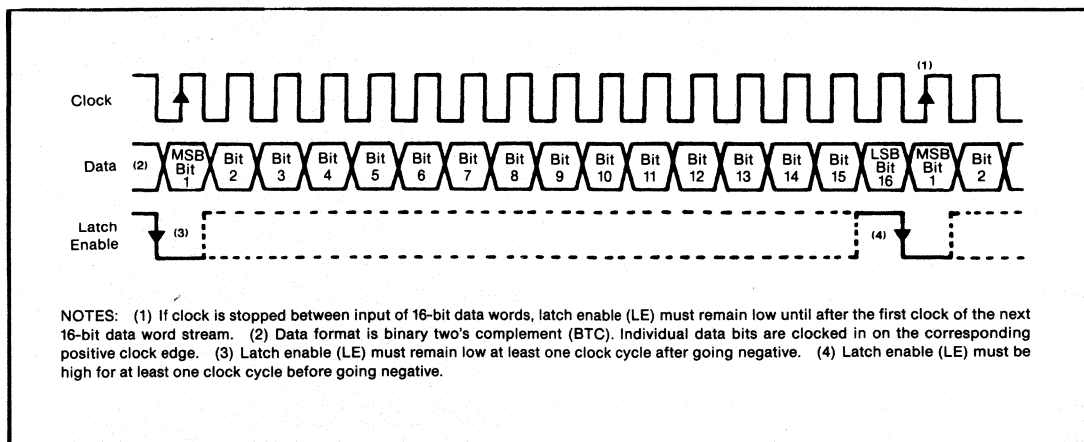 (1)
Clock
Data (2) MSB Bit 1 Bit 2 Bit 3 Bit 4 Bit 5 Bit 6 Bit 7 Bit 8 Bit 9 Bit 10 Bit 11 Bit 12 Bit 13 Bit 14 Bit 15 LSB Bit 16 MSB Bit 1 Bit 2
Latch Enable (3) (4)
NOTES: (1) If clock is stopped between input of 16-bit data words, latch enable (LE) must remain low until after the first clock of the next
16-bit data word stream. (2) Data format is binary two's complement (BTC). Individual data bits are clocked in on the corresponding
positive clock edge. (3) Latch enable (LE) must remain low at least one clock cycle after going negative. (4) Latch enable (LE) must be
high for at least one clock cycle before going negative.